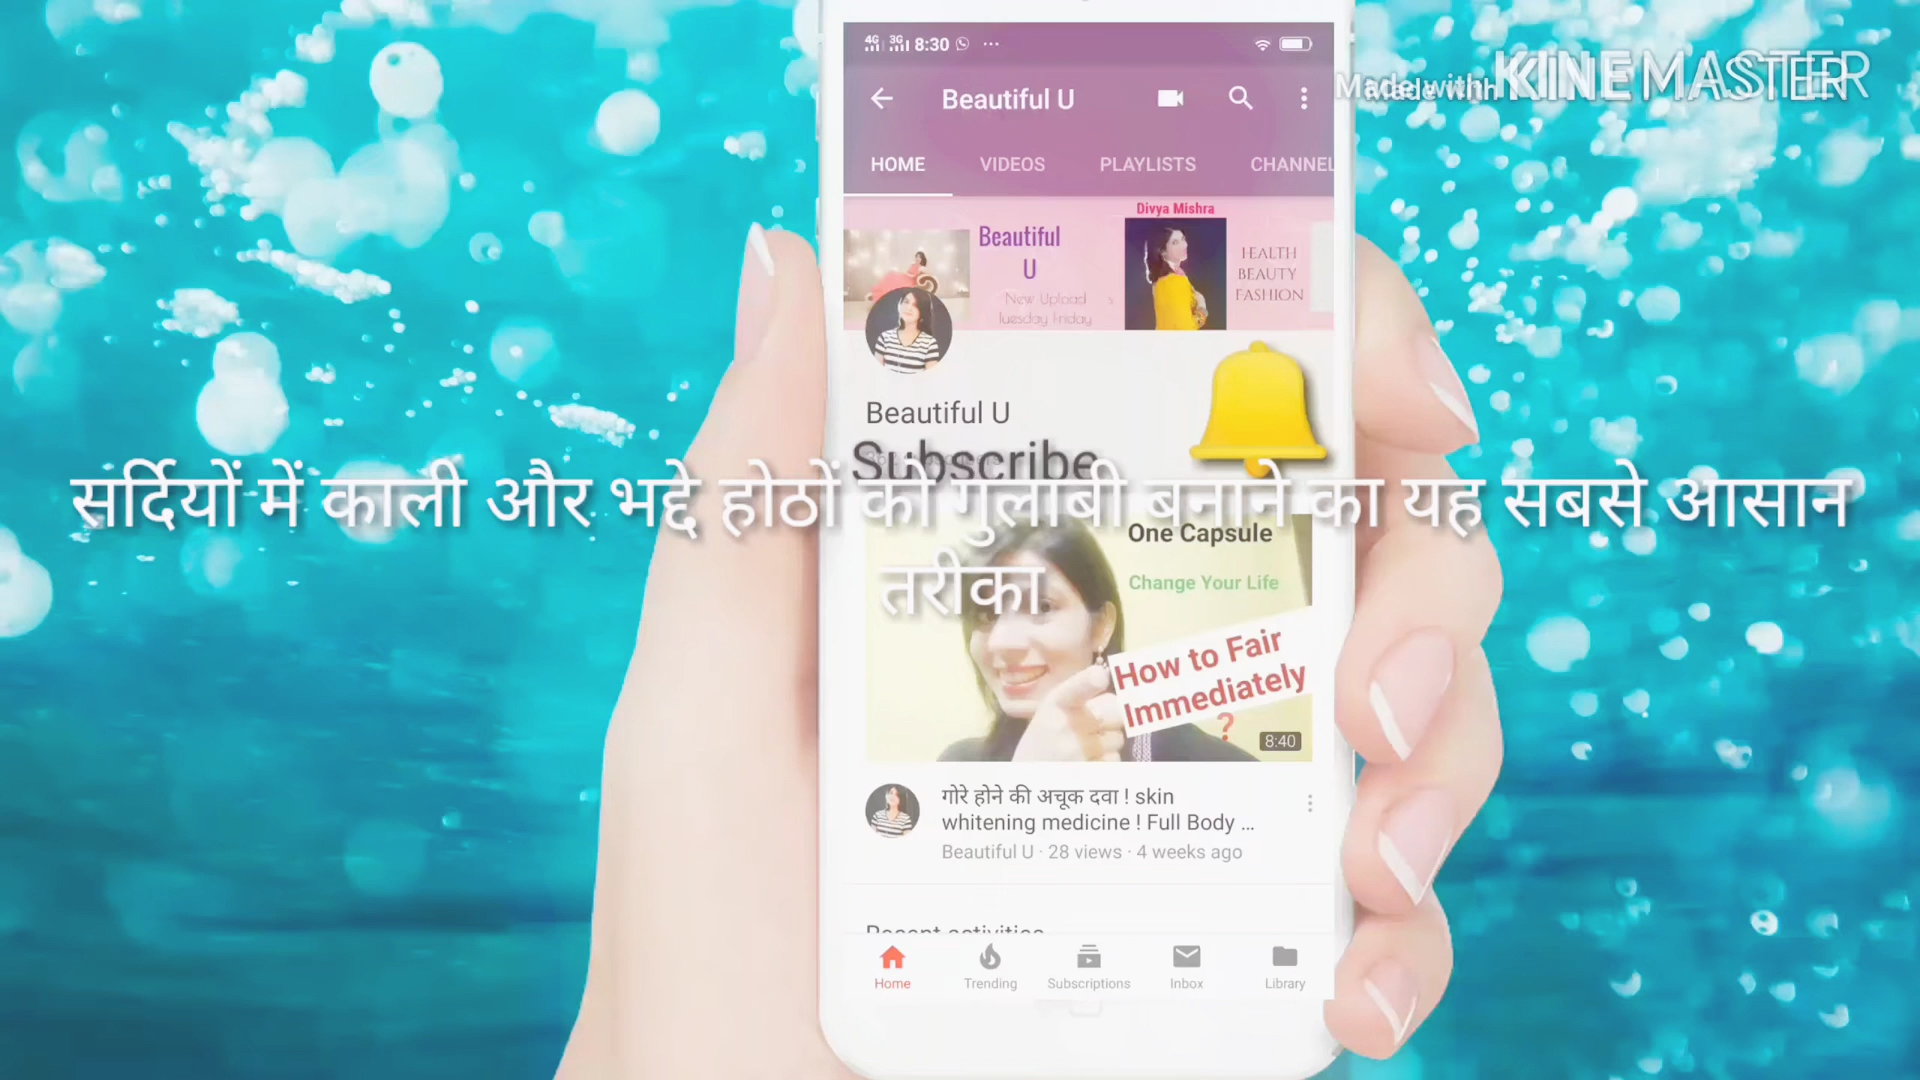 4G 3G 8:30
Made with KINEMASTER
Beautiful U
HOME VIDEOS PLAYLISTS CHANNEL
Divya Mishra
Beautiful
U
HEALTH
BEAUTY
FASHION
New Upload s
Tuesday Friday
Beautiful U
Subscribe
सर्दियों में काली और भद्दे होठों को गुलाबी बनाने का यह सबसे आसान
तरीका
One Capsule
Change Your Life
How to Fair
Immediately
?
8:40
गोरे होने की अचूक दवा ! skin
whitening medicine ! Full Body ...
Beautiful U · 28 views · 4 weeks ago
Recent activities
Home Trending Subscriptions Inbox Library